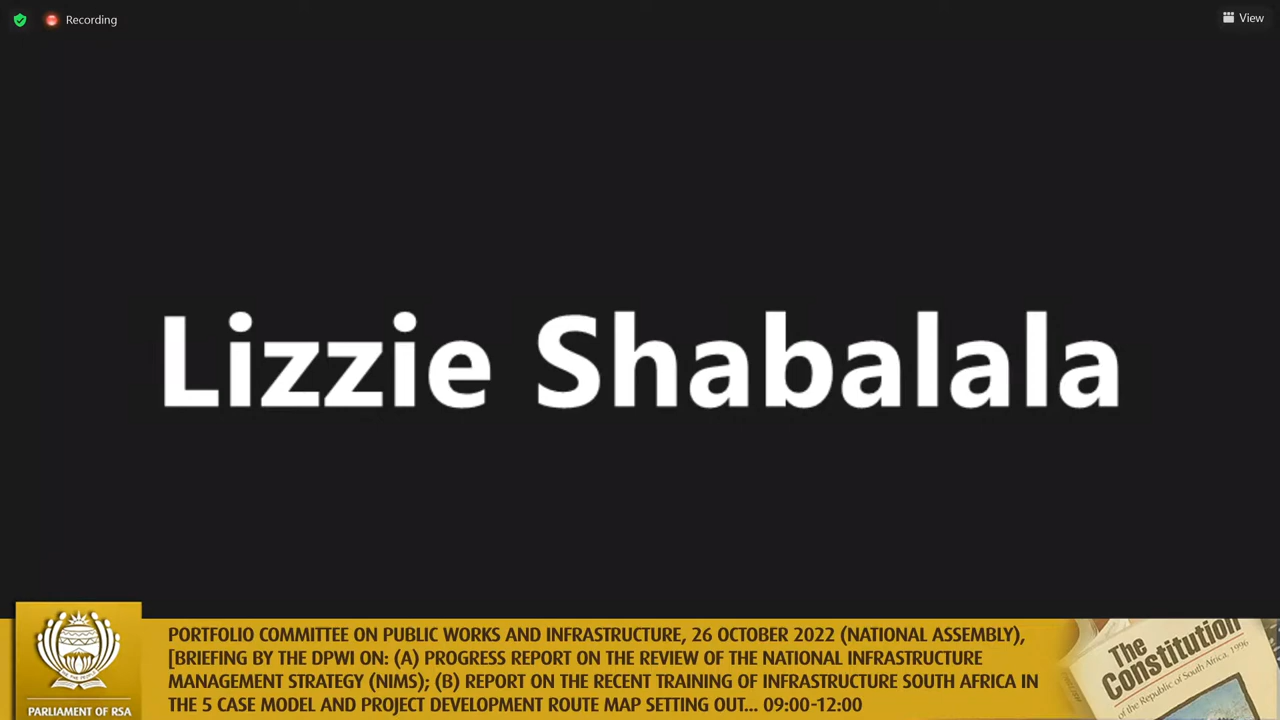 Recording
View
Lizzie Shabalala
PORTFOLIO COMMITTEE ON PUBLIC WORKS AND INFRASTRUCTURE, 26 OCTOBER 2022 (NATIONAL ASSEMBLY),
[BRIEFING BY THE DPWI ON: (A) PROGRESS REPORT ON THE REVIEW OF THE NATIONAL INFRASTRUCTURE
MANAGEMENT STRATEGY (NIMS); (B) REPORT ON THE RECENT TRAINING OF INFRASTRUCTURE SOUTH AFRICA IN
THE 5 CASE MODEL AND PROJECT DEVELOPMENT ROUTE MAP SETTING OUT... 09:00-12:00
PARLIAMENT OF RSA
The
Constitution
of the Republic of South Africa, 1996